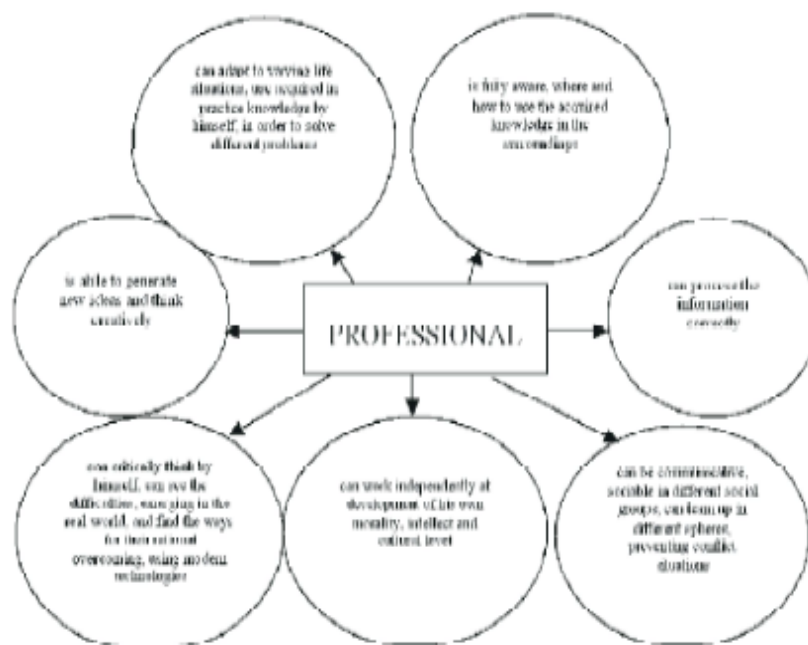 can adapt to varying life
situations, use required in
practice knowledge by
himself, in order to solve
different problems
is fully aware, where and
how to use the acquired
knowledge in the
surroundings
is able to generate
new ideas and think
creatively
PROFESSIONAL
can process the
information
correctly
can critically think by
himself, can see the
difficulties, emerging in the
real world, and find the ways
for their rational
overcoming, using modern
technologies
can work independently at
development of his own
morality, intellect and
cultural level
can be communicative,
sociable in different social
groups, can team up in
different spheres,
preventing conflict
situations